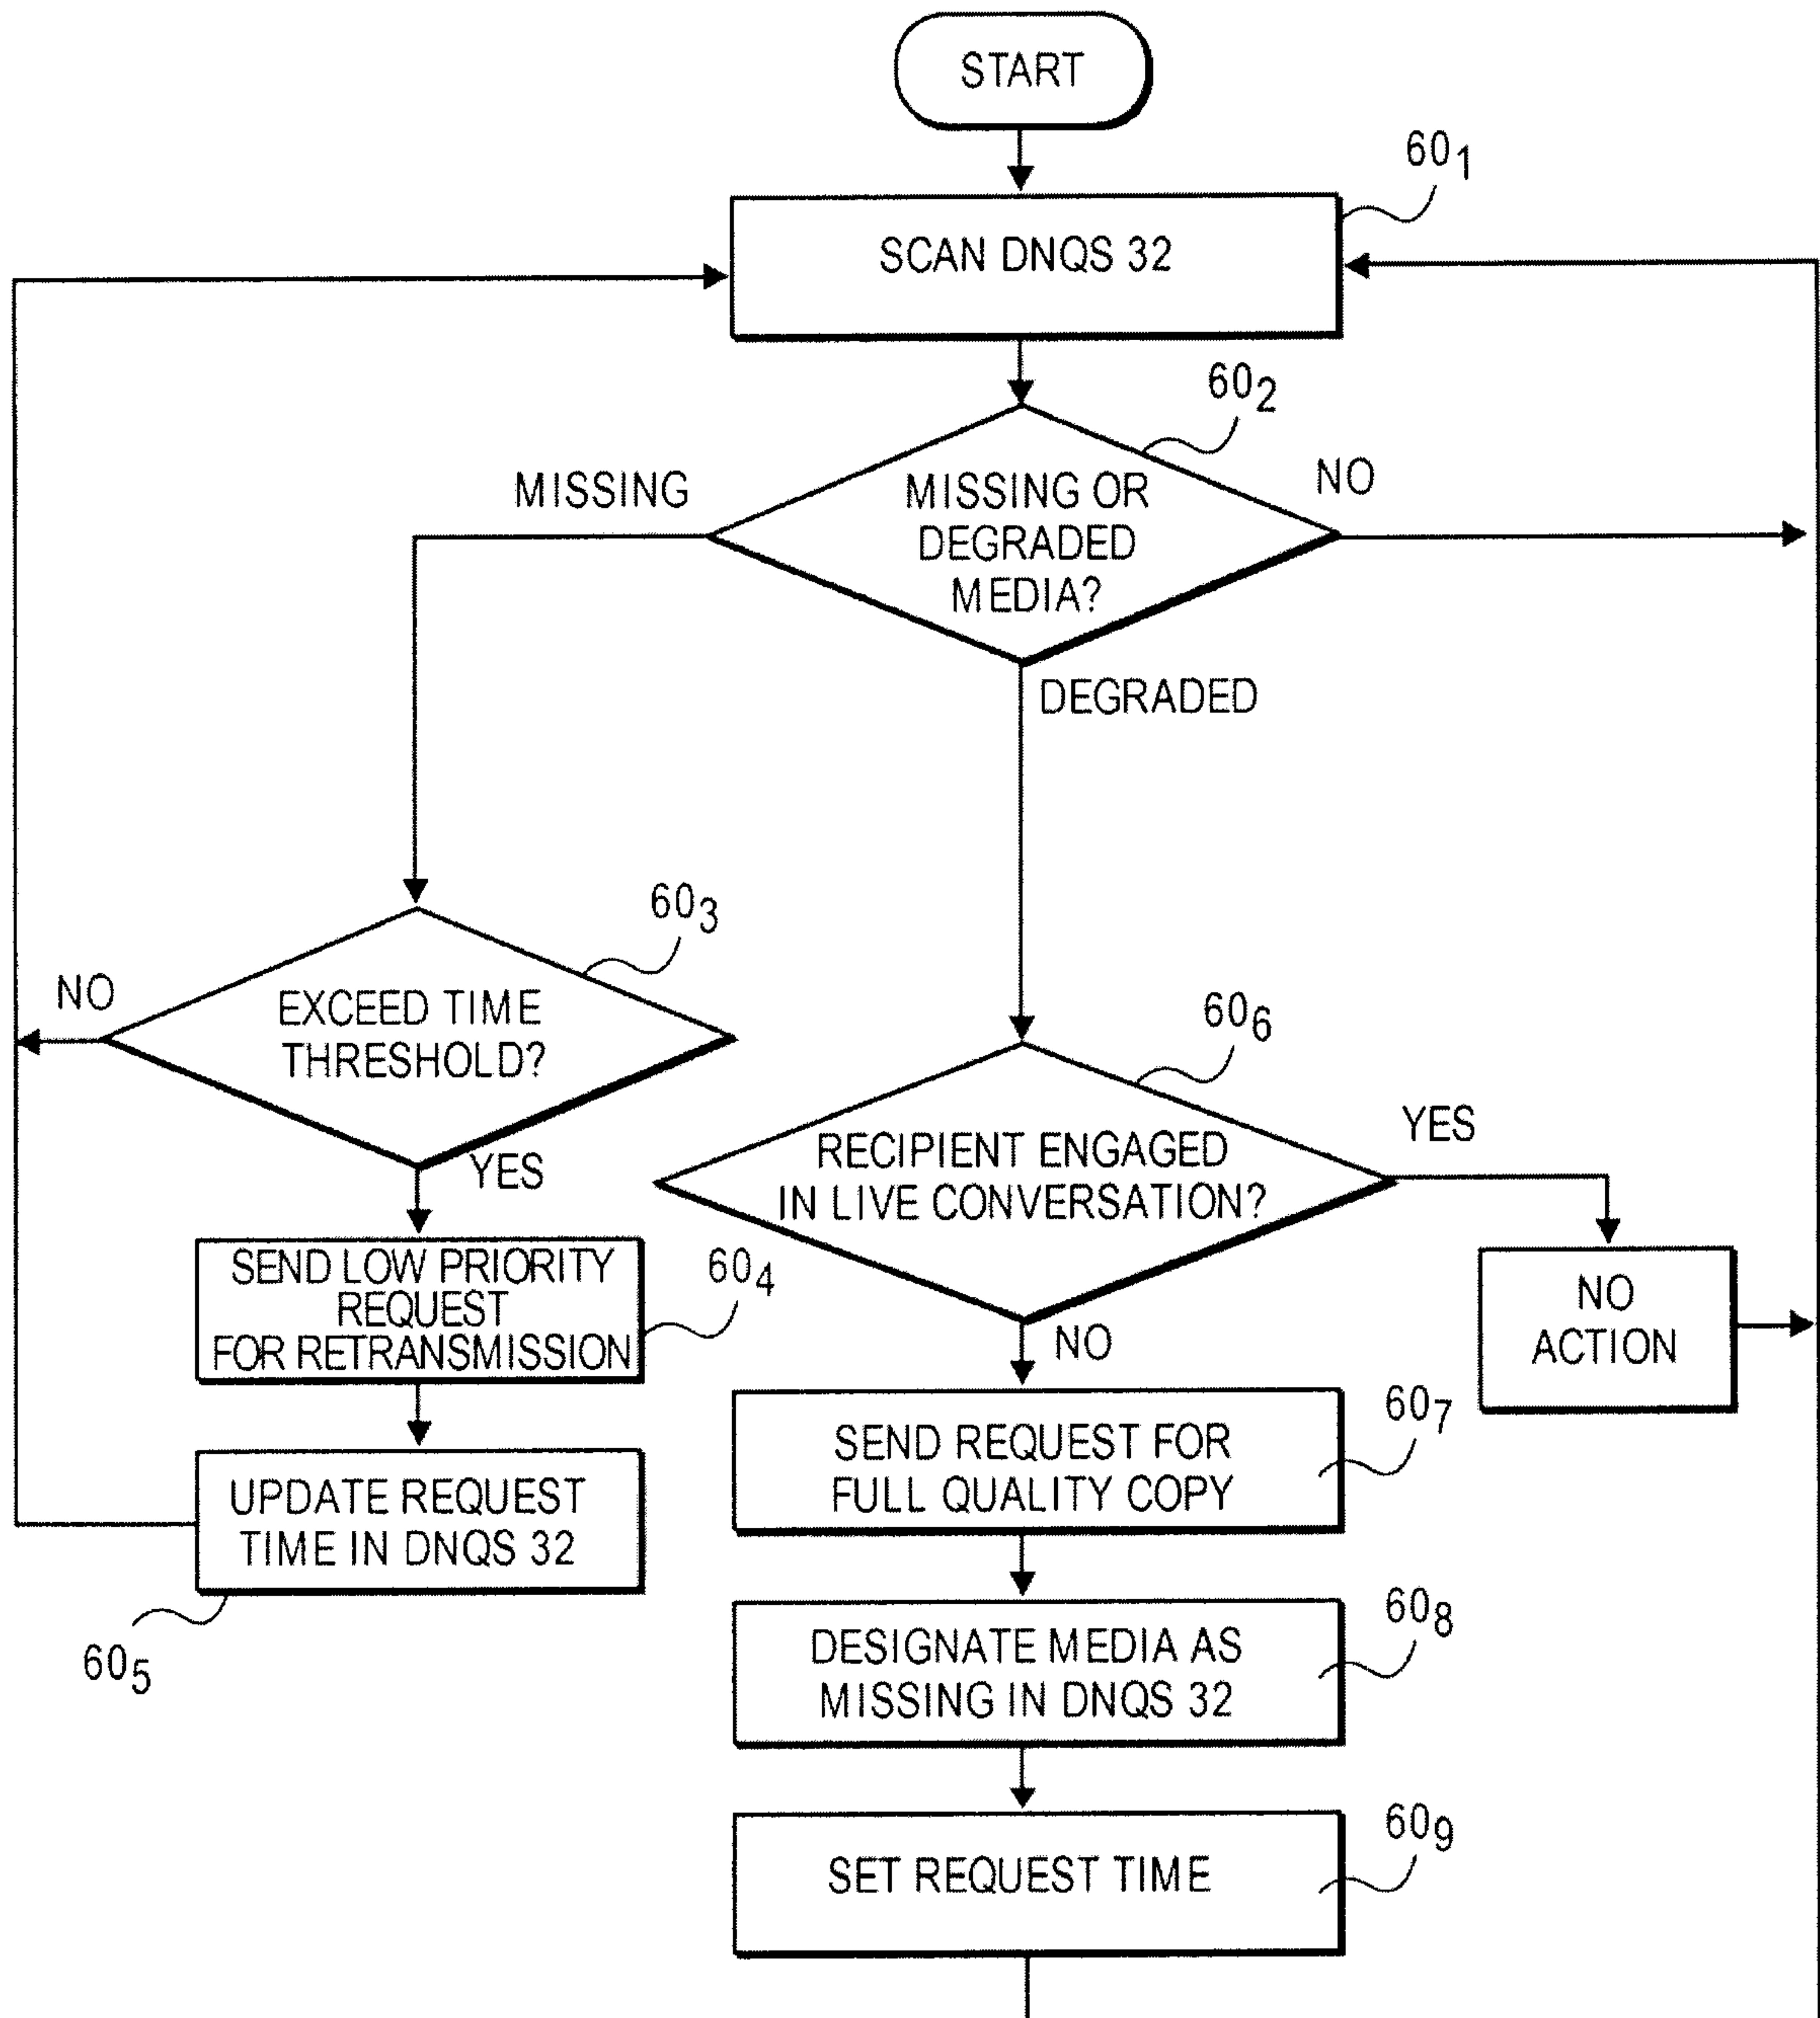 START
60₁
SCAN DNQS 32
60₂
MISSING
MISSING OR
DEGRADED
MEDIA?
NO
DEGRADED
60₃
NO
EXCEED TIME
THRESHOLD?
YES
60₆
RECIPIENT ENGAGED
IN LIVE CONVERSATION?
YES
SEND LOW PRIORITY
REQUEST
FOR RETRANSMISSION
60₄
NO
ACTION
NO
60₇
SEND REQUEST FOR
FULL QUALITY COPY
UPDATE REQUEST
TIME IN DNQS 32
60₅
60₈
DESIGNATE MEDIA AS
MISSING IN DNQS 32
60₉
SET REQUEST TIME